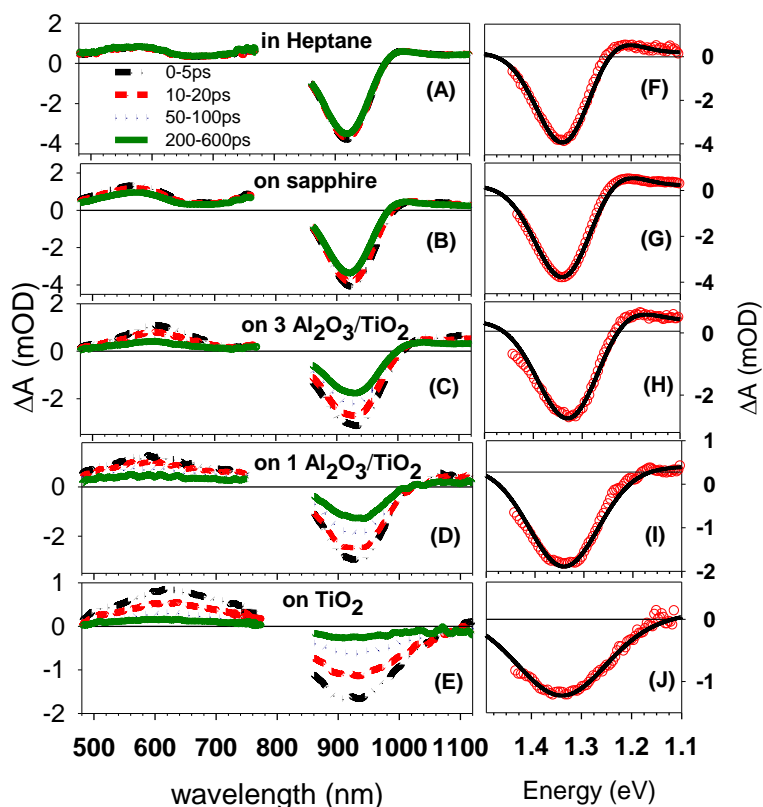 2
in Heptane
0
0-5ps
(A)
(F)
0
-2
10-20ps
-2
50-100ps
-4
200-600ps
-4
2
on sapphire
0
(B)
(G)
0
-2
-2
-4
-4
2
on 3 Al₂O₃/TiO₂
0
(C)
(H)
0
-2
-2
2
on 1 Al₂O₃/TiO₂
1
0
(D)
(I)
0
-2
-1
-2
1
on TiO₂
0
0
-1
(E)
(J)
-1
2
ΔA (mOD)
ΔA (mOD)
500 600 700 800 900 1000 1100
1.4 1.3 1.2 1.1
wavelength (nm)
Energy (eV)